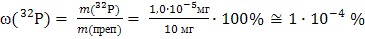 ω(³²P) = m(³²P)/m(преп) = 1,0·10⁻⁵мг/10 мг · 100% ≅ 1 · 10⁻⁴ %